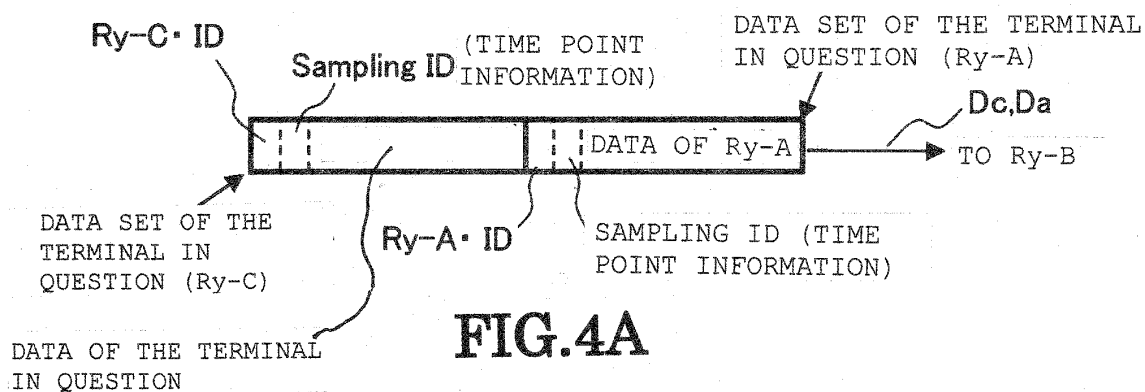 Ry-C・ID
Sampling ID
(TIME POINT
INFORMATION)
DATA SET OF THE TERMINAL
IN QUESTION (Ry-A)
Dc,Da
DATA OF Ry-A
TO Ry-B
DATA SET OF THE
TERMINAL IN
QUESTION (Ry-C)
Ry-A・ID
SAMPLING ID (TIME
POINT INFORMATION)
DATA OF THE TERMINAL
IN QUESTION
FIG.4A